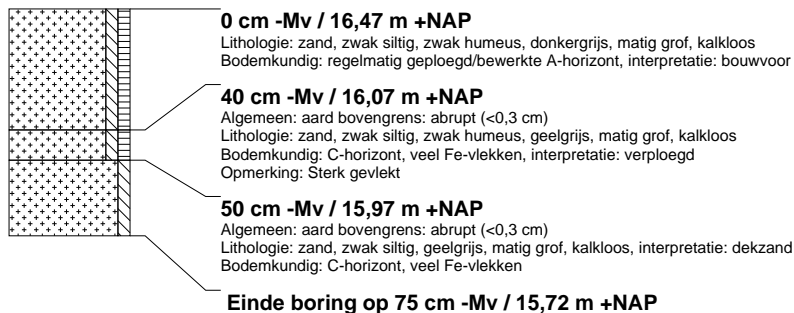 0 cm -Mv / 16,47 m +NAP
Lithologie: zand, zwak siltig, zwak humeus, donkergrijs, matig grof, kalkloos
Bodemkundig: regelmatig geploegd/bewerkte A-horizont, interpretatie: bouwvoor
40 cm -Mv / 16,07 m +NAP
Algemeen: aard bovengrens: abrupt (<0,3 cm)
Lithologie: zand, zwak siltig, zwak humeus, geelgrijs, matig grof, kalkloos
Bodemkundig: C-horizont, veel Fe-vlekken, interpretatie: verploegd
Opmerking: Sterk gevlekt
50 cm -Mv / 15,97 m +NAP
Algemeen: aard bovengrens: abrupt (<0,3 cm)
Lithologie: zand, zwak siltig, geelgrijs, matig grof, kalkloos, interpretatie: dekzand
Bodemkundig: C-horizont, veel Fe-vlekken
Einde boring op 75 cm -Mv / 15,72 m +NAP